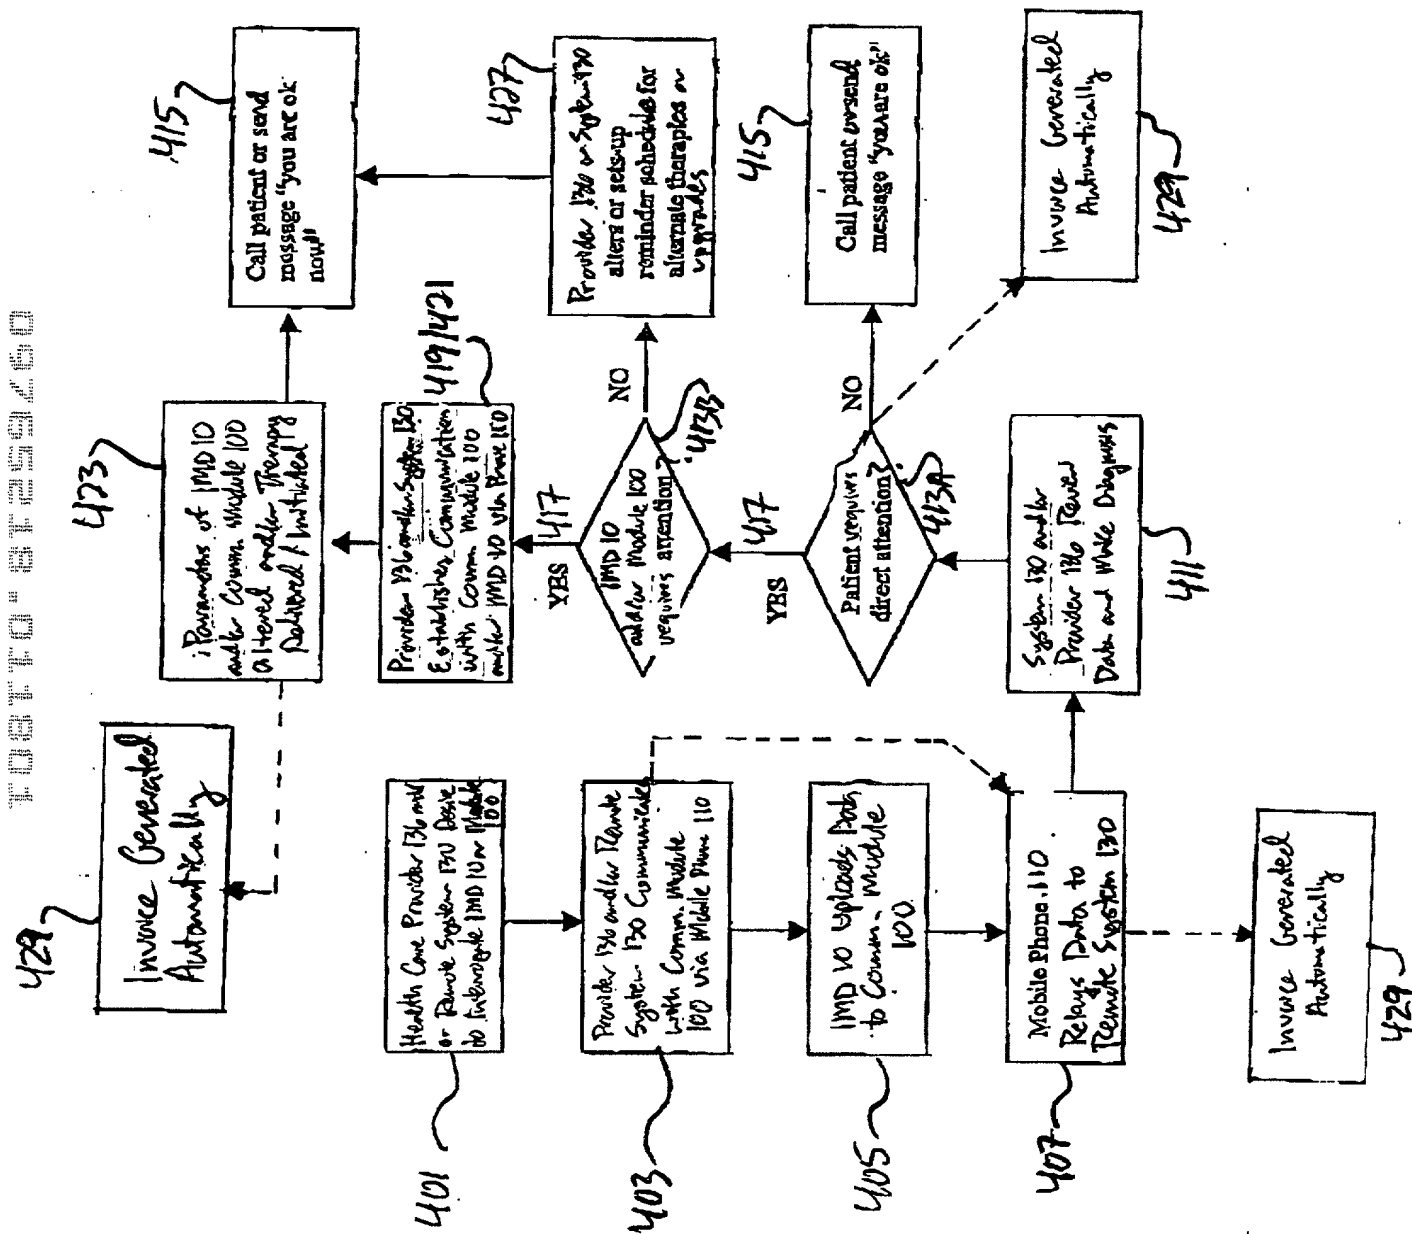 429
Invoice Generated
Automatically
423
Parameters of IMD 10
and/or Comm. Module 100
altered and/or Therapy
Delivered / Initiated
415
Call patient or send
message "you are ok
now"
401
Health Care Provider 136 and/
or Remote System 130 Desire
to Interrogate IMD 10 or Module
100
Provider 136 and/or System 130
Establishes Communication
with Comm Module 100
and/or IMD 10 via Phone 110
419/421
427
Provider 136 or System 130
alters or sets-up
reminder schedule for
alternate therapies or
upgrades
403
Provider 136 and/or Remote
System 130 Communicates
with Comm. Module
100 via Mobile Phone 110
YES
417
IMD 10
and/or Module 100
requires attention?
413B
NO
405
IMD 10 Uploads Data
to Comm. Module
100
YES
417
Patient requires
direct attention?
413A
NO
415
Call patient or send
message "you are ok"
407
Mobile Phone 110
Relays Data to
Remote System 130
System 130 and/or
Provider 136 Review
Data and Make Diagnosis
411
Invoice Generated
Automatically
429
Invoice Generated
Automatically
429